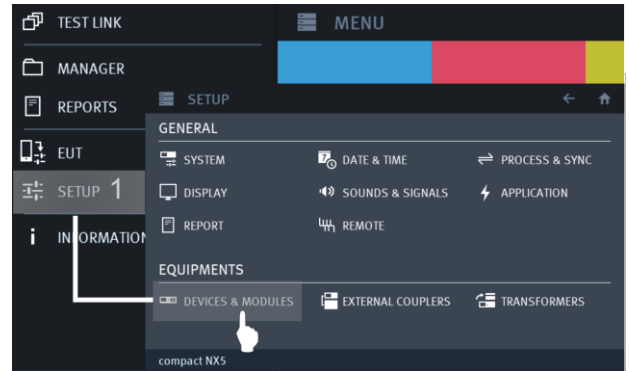 TEST LINK
MENU
MANAGER
REPORTS
EUT
SETUP 1
INFORMATION
SETUP
GENERAL
SYSTEM
7 DATE & TIME
PROCESS & SYNC
DISPLAY
SOUNDS & SIGNALS
APPLICATION
REPORT
REMOTE
EQUIPMENTS
DEVICES & MODULES
EXTERNAL COUPLERS
TRANSFORMERS
compact NX5